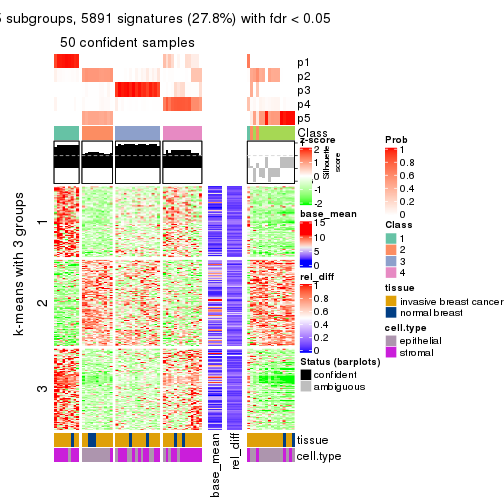 5 subgroups, 5891 signatures (27.8%) with fdr < 0.05
50 confident samples
p1
p2
p3
p4
p5
Class
k-means with 3 groups
1
2
3
tissue
cell.type
base_mean
rel_diff
z-score
2
1
0
-1
-2
Silhouette
score
base_mean
15
10
5
0
rel_diff
1
0.8
0.6
0.4
0.2
0
Status (barplots)
confident
ambiguous
Prob
1
0.8
0.6
0.4
0.2
0
Class
1
2
3
4
tissue
invasive breast cancer
normal breast
cell.type
epithelial
stromal